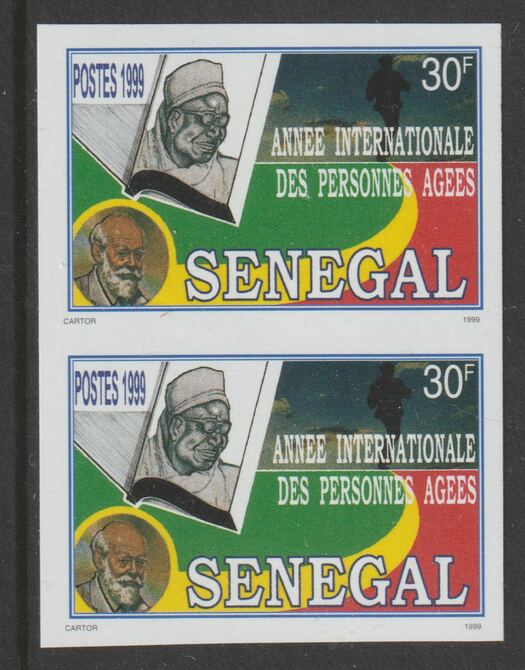 POSTES 1999
30F
ANNEE INTERNATIONALE
DES PERSONNES AGEES
SENEGAL
CARTOR 1999
POSTES 1999
30F
ANNEE INTERNATIONALE
DES PERSONNES AGEES
SENEGAL
CARTOR 1999